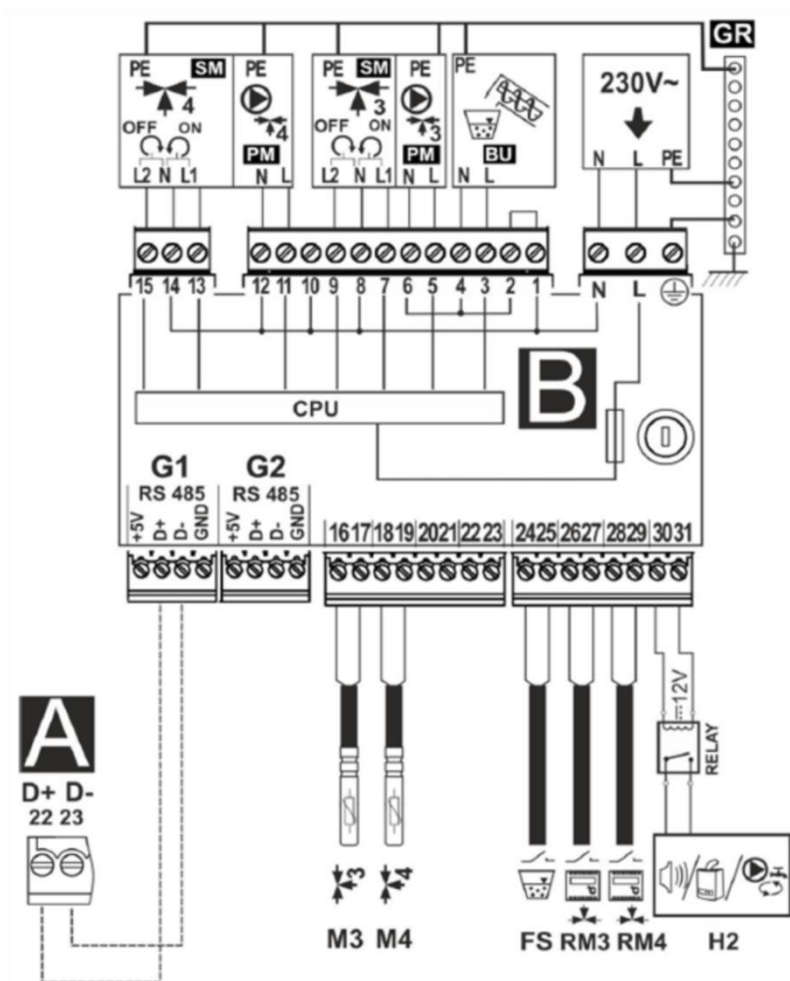 GR
PE SM PE PE SM PE PE 230V~
4 4 3 3
OFF ON OFF ON
PM PM BU
L2 N L1 N L L2 N L1 N L N L N L PE
15 14 13 12 11 10 9 8 7 6 5 4 3 2 1 N L
B
CPU
G1 G2
RS 485 RS 485
+5V D+ D- GND +5V D+ D- GND 16 17 18 19 20 21 22 23 24 25 26 27 28 29 30 31
12V
RELAY
A
D+ D-
22 23
3 4
M3 M4 FS RM3 RM4 H2